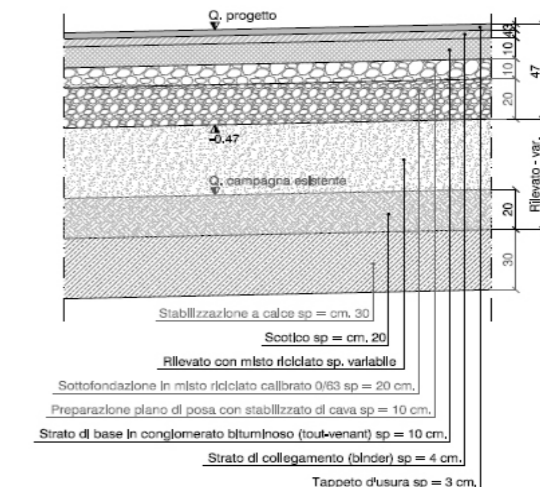 Q. progetto
4 3
10
10
47
20
-0.47
Rilevato - var.
Q. campagna esistente
20
30
Stabilizzazione a calce sp = cm. 30
Scotico sp = cm. 20
Rilevato con misto riciclato sp. variabile
Sottofondazione in misto riciclato calibrato 0/63 sp = 20 cm.
Preparazione piano di posa con stabilizzato di cava sp = 10 cm.
Strato di base in conglomerato bituminoso (tout-venant) sp = 10 cm.
Strato di collegamento (binder) sp = 4 cm.
Tappeto d'usura sp = 3 cm.